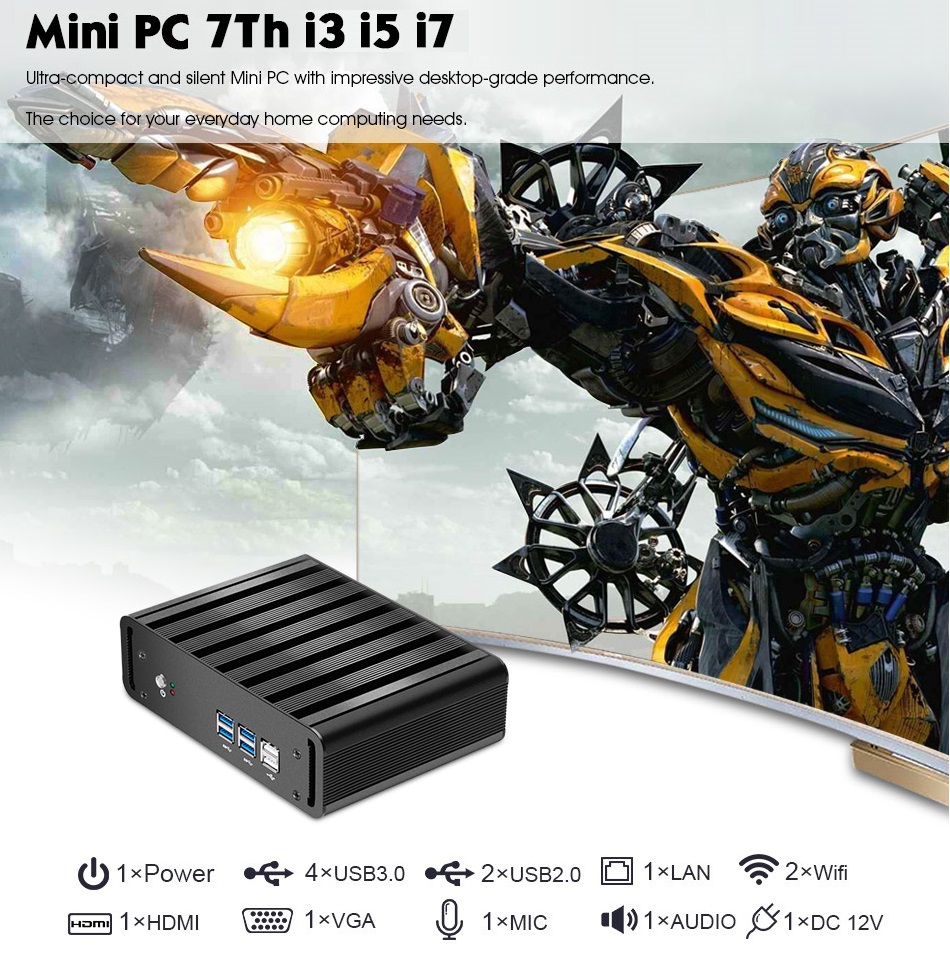 Mini PC 7Th i3 i5 i7
Ultra-compact and silent Mini PC with impressive desktop-grade performance.
The choice for your everyday home computing needs.
1×Power 4×USB3.0 2×USB2.0 1×LAN 2×Wifi
HDMI 1×HDMI 1×VGA 1×MIC 1×AUDIO 1×DC 12V